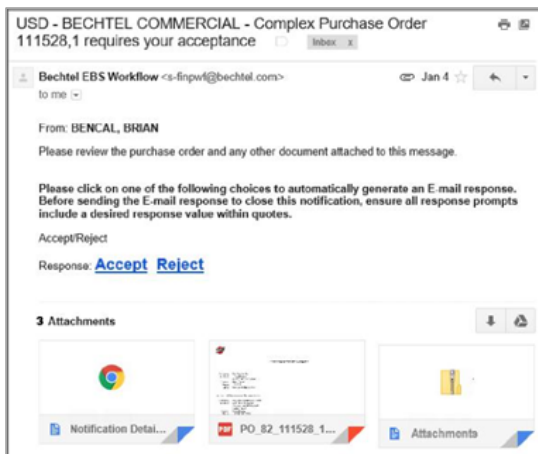 USD - BECHTEL COMMERCIAL - Complex Purchase Order
111528,1 requires your acceptance
Inbox x
Bechtel EBS Workflow <s-finpwf@bechtel.com>
Jan 4
to me
From: BENCAL, BRIAN
Please review the purchase order and any other document attached to this message.
Please click on one of the following choices to automatically generate an E-mail response.
Before sending the E-mail response to close this notification, ensure all response prompts
include a desired response value within quotes.
Accept/Reject
Response: Accept Reject
3 Attachments
Notification Detai...
PDF PO_82_111528_1...
Attachments